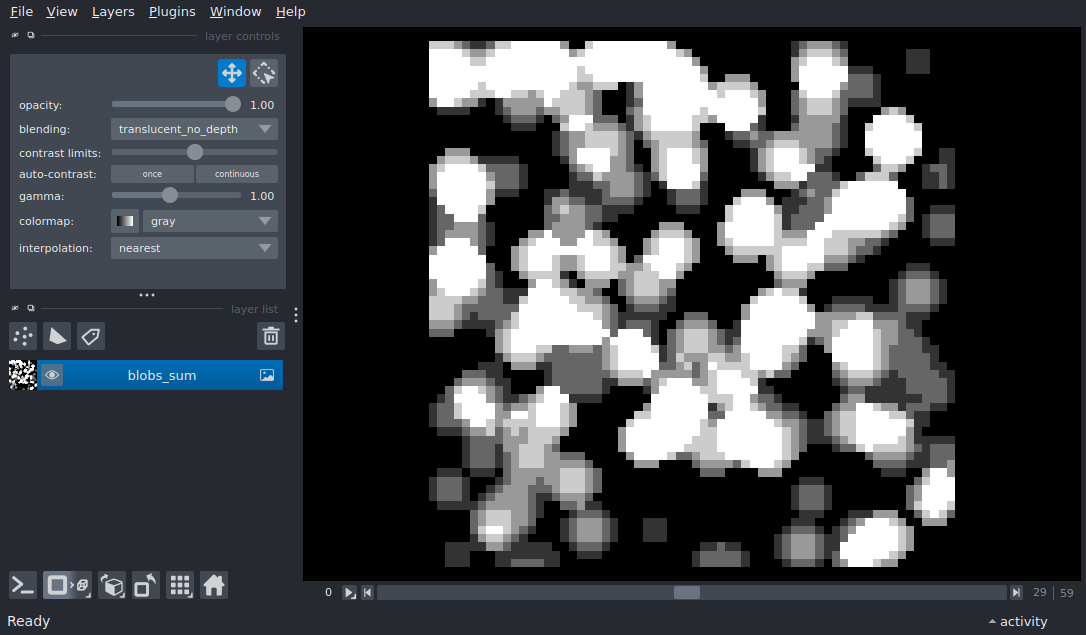 File View Layers Plugins Window Help
layer controls
opacity: 1.00
blending: translucent_no_depth
contrast limits:
auto-contrast: once continuous
gamma: 1.00
colormap: gray
interpolation: nearest
layer list
blobs_sum
0 29 59
Ready activity